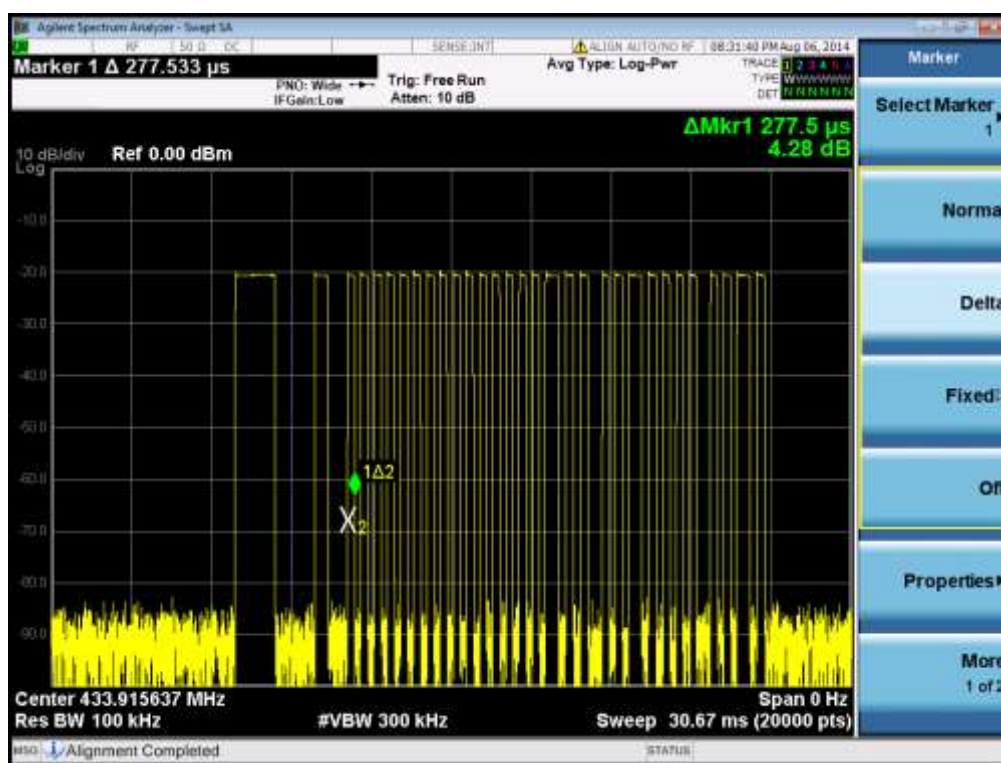 Agilent Spectrum Analyzer - Swept SA
RF 50 Ω DC SENSE:INT ALIGN AUTO/NO RF 08:31:40 PM Aug 06, 2014
Marker 1 Δ 277.533 μs
PNO: Wide
IFGain:Low
Trig: Free Run
Atten: 10 dB
Avg Type: Log-Pwr
TRACE 1 2 3 4 5 6
TYPE WWWWWW
DET NNNNNN
ΔMkr1 277.5 μs
4.28 dB
10 dB/div Ref 0.00 dBm
Log
-10.0
-20.0
-30.0
-40.0
-50.0
-60.0
-70.0
-80.0
-90.0
1Δ2
X2
Center 433.915637 MHz
Span 0 Hz
Res BW 100 kHz
#VBW 300 kHz
Sweep 30.67 ms (20000 pts)
MSG Alignment Completed
STATUS
Marker
Select Marker
1
Norma
Delta
Fixed
Of
Properties
More
1 of 2